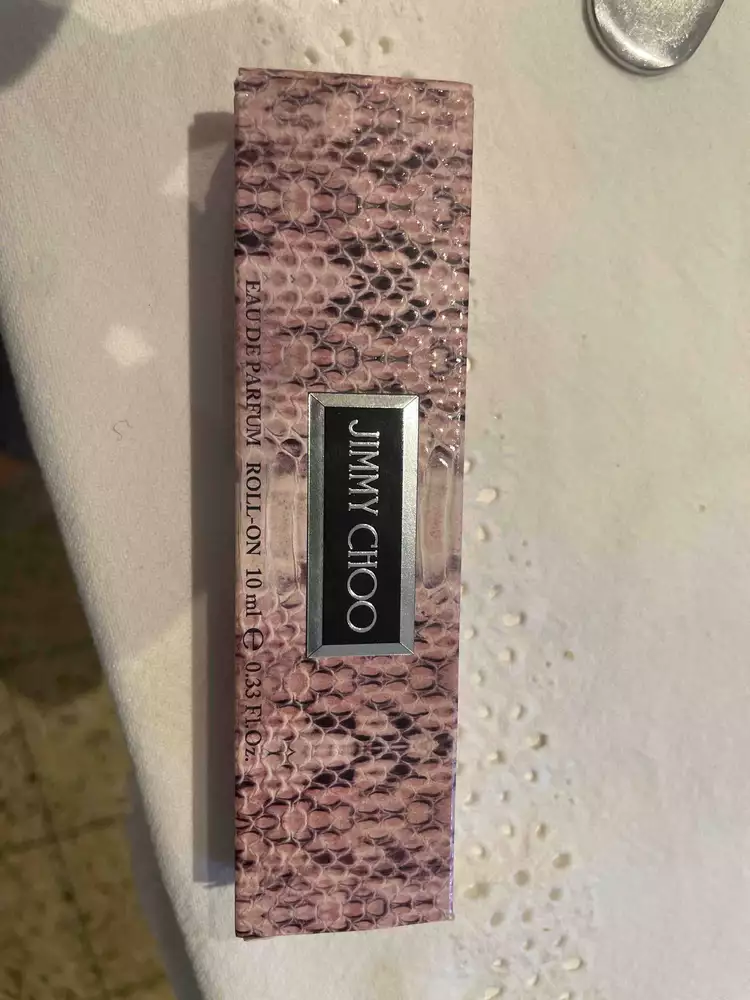 JIMMY CHOO
EAU DE PARFUM ROLL-ON 10 ml ℮ 0.33 Fl.Oz.